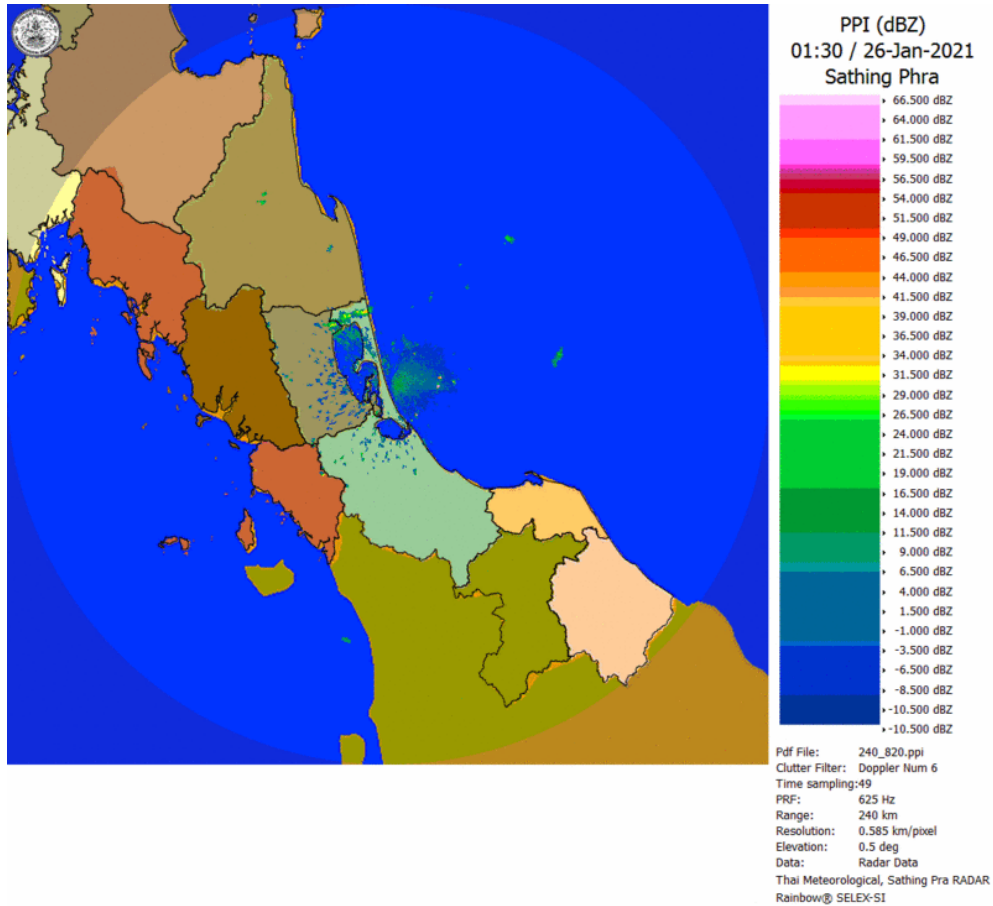 PPI (dBZ)
01:30 / 26-Jan-2021
Sathing Phra
66.500 dBZ
64.000 dBZ
61.500 dBZ
59.500 dBZ
56.500 dBZ
54.000 dBZ
51.500 dBZ
49.000 dBZ
46.500 dBZ
44.000 dBZ
41.500 dBZ
39.000 dBZ
36.500 dBZ
34.000 dBZ
31.500 dBZ
29.000 dBZ
26.500 dBZ
24.000 dBZ
21.500 dBZ
19.000 dBZ
16.500 dBZ
14.000 dBZ
11.500 dBZ
9.000 dBZ
6.500 dBZ
4.000 dBZ
1.500 dBZ
-1.000 dBZ
-3.500 dBZ
-6.500 dBZ
-8.500 dBZ
-10.500 dBZ
-10.500 dBZ
Pdf File: 240_820.ppi
Clutter Filter: Doppler Num 6
Time sampling:49
PRF: 625 Hz
Range: 240 km
Resolution: 0.585 km/pixel
Elevation: 0.5 deg
Data: Radar Data
Thai Meteorological, Sathing Pra RADAR
Rainbow® SELEX-SI